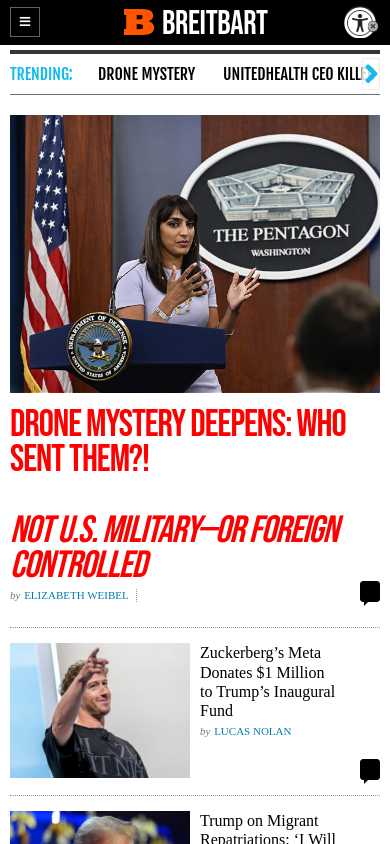 BREITBART
TRENDING:
DRONE MYSTERY
UNITEDHEALTH CEO KILLE
THE PENTAGON
WASHINGTON
DEPARTMENT OF DEFENSE
UNITED STATES OF AMERICA
DRONE MYSTERY DEEPENS: WHO
SENT THEM?!
NOT U.S. MILITARY—OR FOREIGN
CONTROLLED
by ELIZABETH WEIBEL
Zuckerberg’s Meta
Donates $1 Million
to Trump’s Inaugural
Fund
by LUCAS NOLAN
Trump on Migrant
Repatriations: ‘I Will